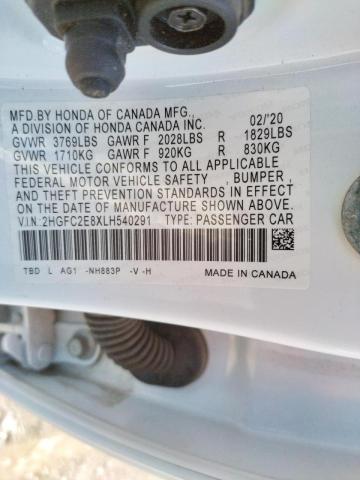 MFD. BY HONDA OF CANADA MFG.,
A DIVISION OF HONDA CANADA INC. 02/'20
GVWR 3769LBS GAWR F 2028LBS R 1829LBS
GVWR 1710KG GAWR F 920KG R 830KG
THIS VEHICLE CONFORMS TO ALL APPLICABLE
FEDERAL MOTOR VEHICLE SAFETY , BUMPER ,
AND THEFT PREVENTION STANDARDS IN EFFECT
ON THE DATE OF MANUFACTURE SHOWN ABOVE.
V.I.N.:2HGFC2E8XLH540291 TYPE: PASSENGER CAR
TBD L AG1 -NH883P -V -H MADE IN CANADA